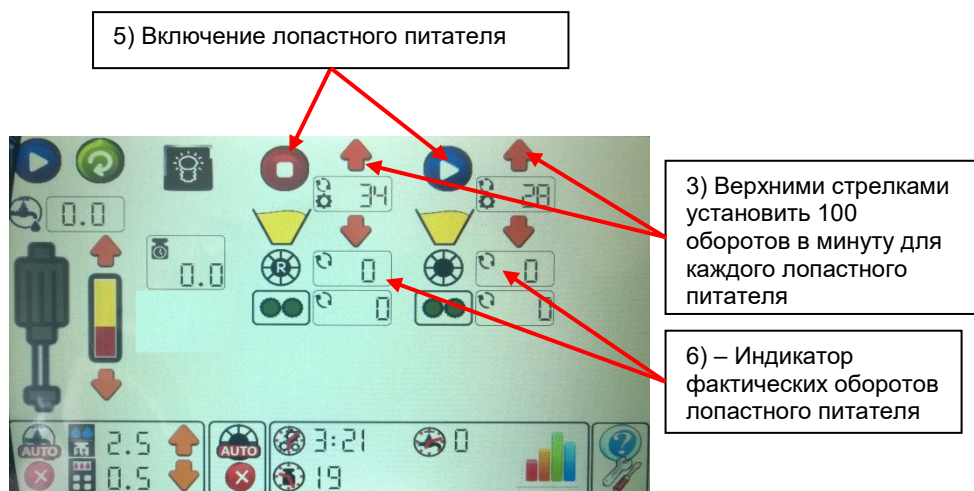 5) Включение лопастного питателя
34
28
0.0
0.0
R
0
0
0
0
3) Верхними стрелками
установить 100
оборотов в минуту для
каждого лопастного
питателя
6) – Индикатор
фактических оборотов
лопастного питателя
AUTO
2.5
0.5
AUTO
3:21
0
19
?